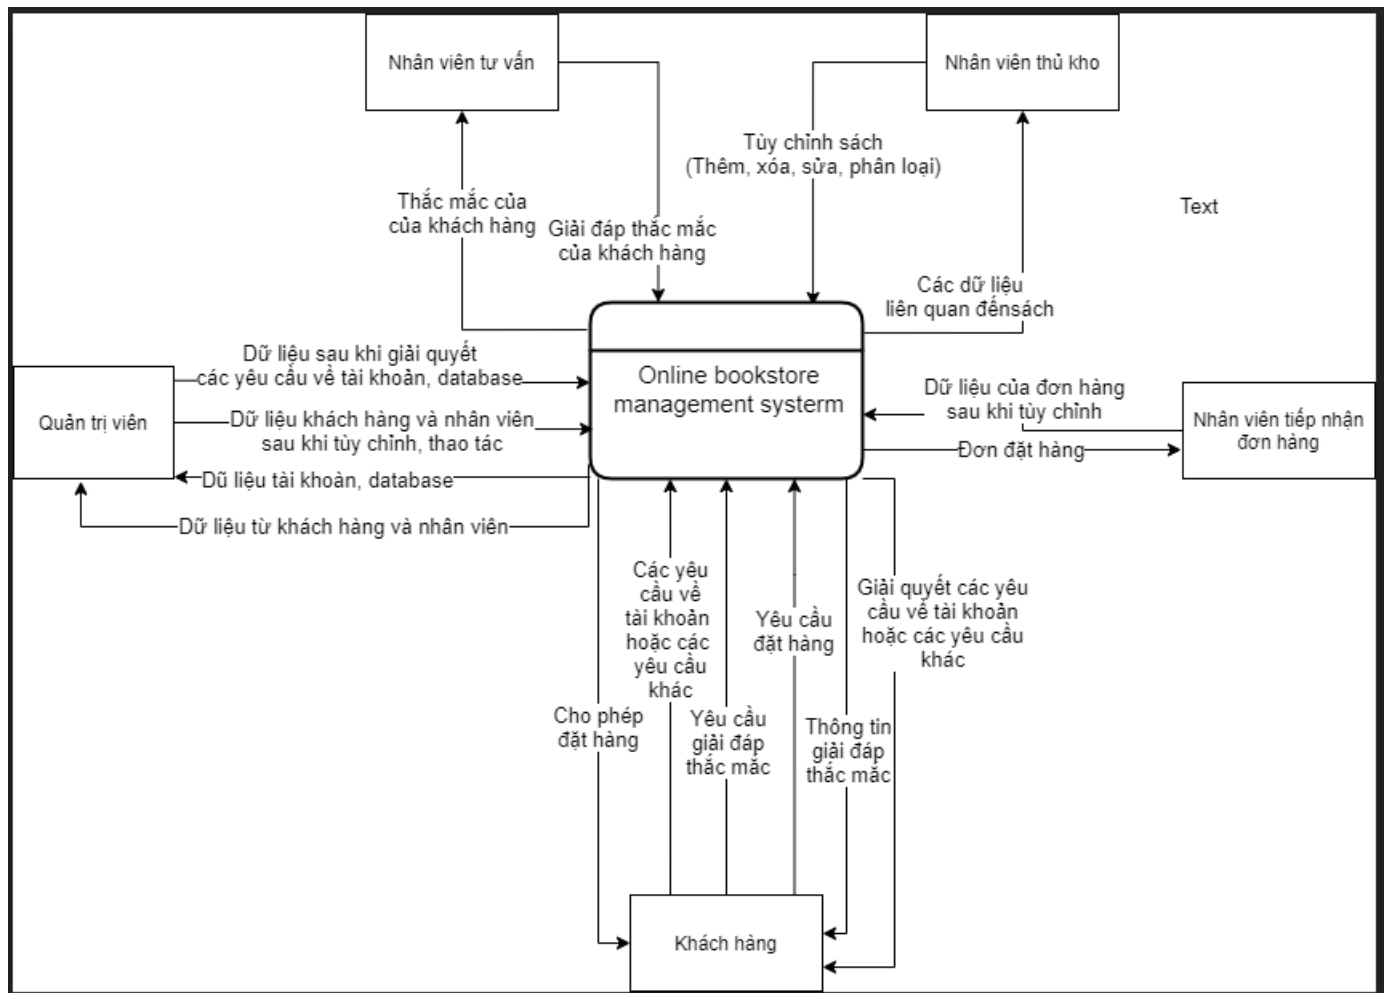 Nhân viên tư vấn
Nhân viên thủ kho
Tùy chỉnh sách
(Thêm, xóa, sửa, phân loại)
Thắc mắc của
của khách hàng
Giải đáp thắc mắc
của khách hàng
Text
Các dữ liệu
liên quan đếnsách
Dữ liệu sau khi giải quyết
các yêu cầu về tài khoản, database
Quản trị viên
Dữ liệu khách hàng và nhân viên
sau khi tùy chỉnh, thao tác
Dũ liệu tài khoản, database
Dữ liệu từ khách hàng và nhân viên
Online bookstore
management systerm
Dữ liệu của đơn hàng
sau khi tùy chỉnh
Đơn đặt hàng
Nhân viên tiếp nhận
đơn hàng
Cho phép
đặt hàng
Các yêu
cầu về
tài khoản
hoặc các
yêu cầu
khác
Yêu cầu
giải đáp
thắc mắc
Yêu cầu
đặt hàng
Thông tin
giải đáp
thắc mắc
Giải quyết các yêu
cầu về tài khoản
hoặc các yêu cầu
khác
Khách hàng